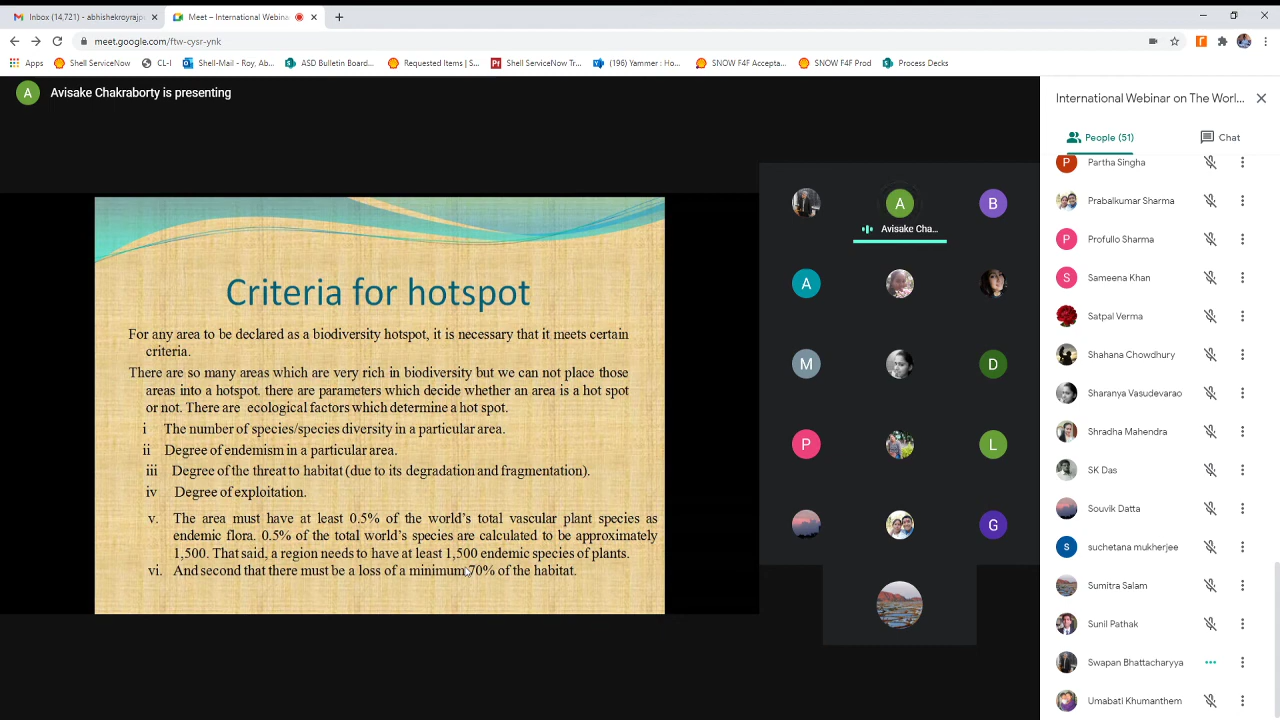 Inbox (14,721) - abhishekroyrajp
Meet – International Webina
meet.google.com/ftw-cysr-ynk
Apps
Shell ServiceNow
CL-I
Shell-Mail - Roy, Ab...
ASD Bulletin Board...
Requested Items | S...
Shell ServiceNow Tr...
(196) Yammer : Ho...
SNOW F4F Accepta...
SNOW F4F Prod
Process Decks
A
Avisake Chakraborty is presenting
Criteria for hotspot
For any area to be declared as a biodiversity hotspot, it is necessary that it meets certain
criteria.
There are so many areas which are very rich in biodiversity but we can not place those
areas into a hotspot. there are parameters which decide whether an area is a hot spot
or not. There are ecological factors which determine a hot spot.
i The number of species/species diversity in a particular area.
ii Degree of endemism in a particular area.
iii Degree of the threat to habitat (due to its degradation and fragmentation).
iv Degree of exploitation.
v. The area must have at least 0.5% of the world's total vascular plant species as
endemic flora. 0.5% of the total world's species are calculated to be approximately
1,500. That said, a region needs to have at least 1,500 endemic species of plants.
vi. And second that there must be a loss of a minimum 70% of the habitat.
A
B
Avisake Cha...
A
M
D
P
L
G
International Webinar on The Worl...
People (51)
Chat
P
Partha Singha
Prabalkumar Sharma
P
Profullo Sharma
S
Sameena Khan
Satpal Verma
Shahana Chowdhury
Sharanya Vasudevarao
Shradha Mahendra
SK Das
Souvik Datta
s
suchetana mukherjee
Sumitra Salam
Sunil Pathak
Swapan Bhattacharyya
Umabati Khumanthem